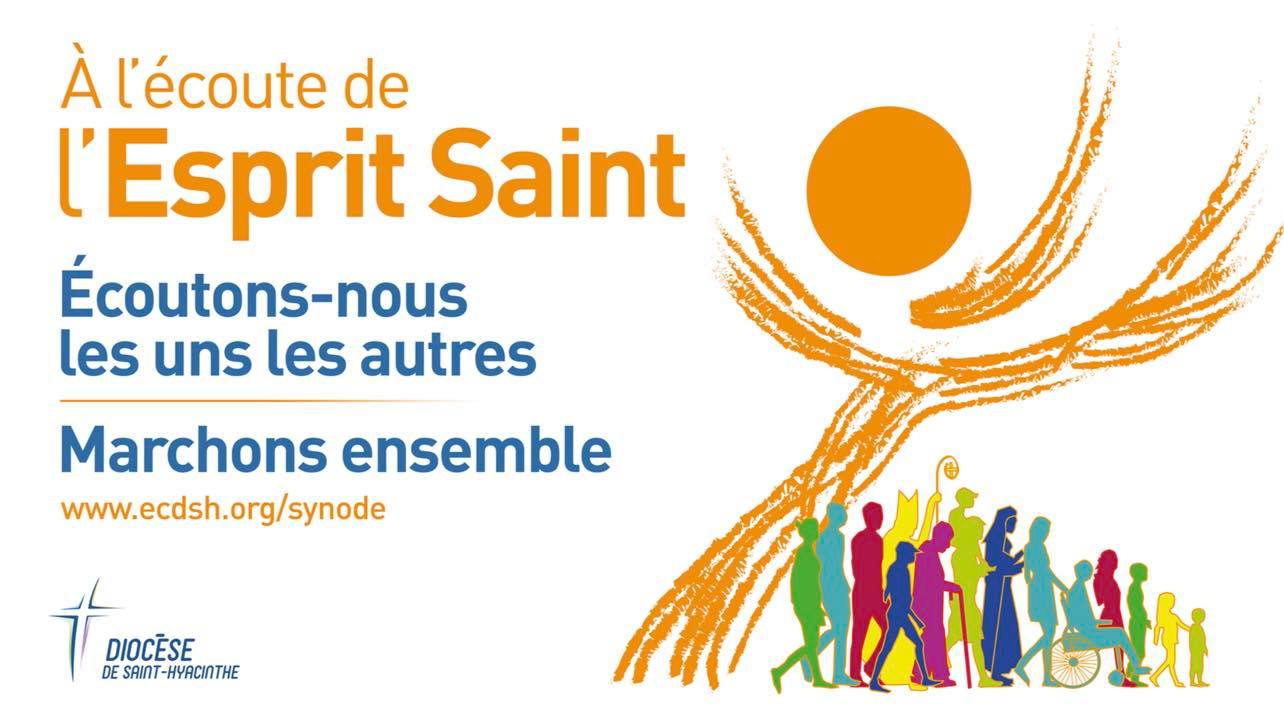 À l'écoute de
l'Esprit Saint
Écoutons-nous
les uns les autres
Marchons ensemble
www.ecdsh.org/synode
DIOCĒSE
DE SAINT-HYACINTHE